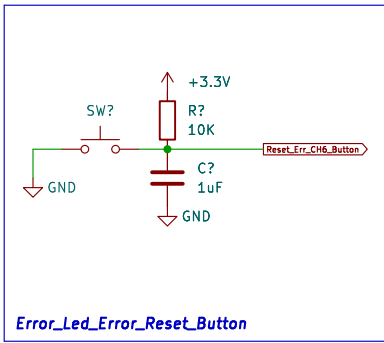 +3.3V
SW?
R?
10K
Reset_Err_CH6_Button
C?
1uF
GND
GND
Error_Led_Error_Reset_Button